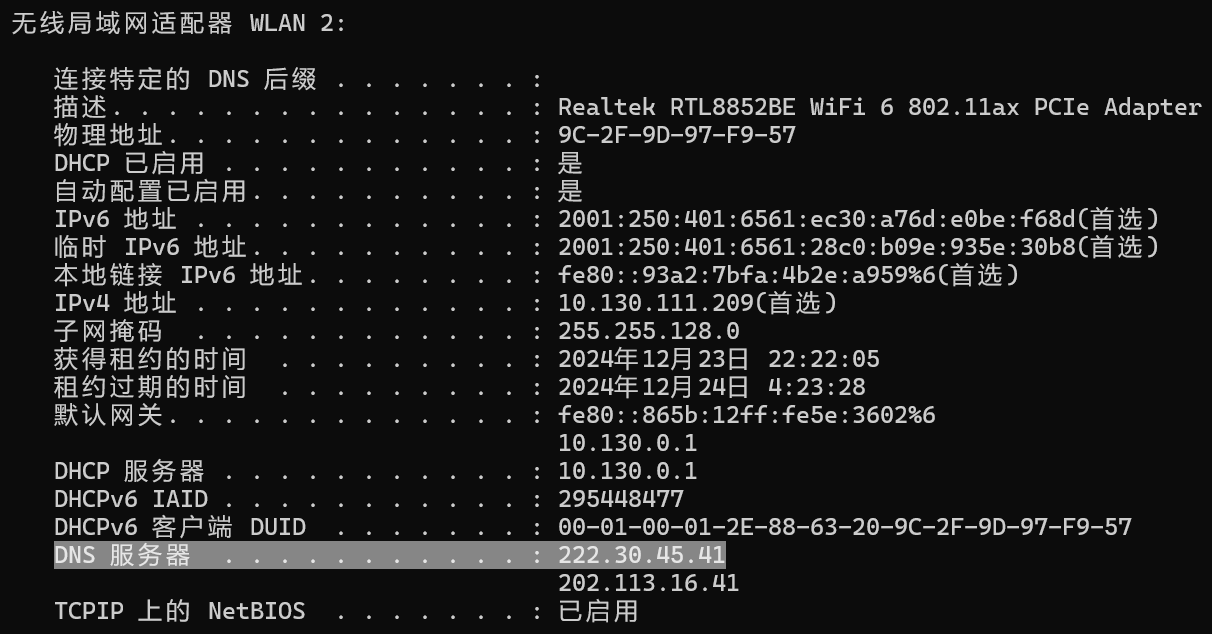 无线局域网适配器 WLAN 2:
连接特定的 DNS 后缀 . . . . . . . :
描述. . . . . . . . . . . . . . . : Realtek RTL8852BE WiFi 6 802.11ax PCIe Adapter
物理地址. . . . . . . . . . . . . : 9C-2F-9D-97-F9-57
DHCP 已启用 . . . . . . . . . . . : 是
自动配置已启用. . . . . . . . . . : 是
IPv6 地址 . . . . . . . . . . . . : 2001:250:401:6561:ec30:a76d:e0be:f68d(首选)
临时 IPv6 地址. . . . . . . . . . : 2001:250:401:6561:28c0:b09e:935e:30b8(首选)
本地链接 IPv6 地址. . . . . . . . : fe80::93a2:7bfa:4b2e:a959%6(首选)
IPv4 地址 . . . . . . . . . . . . : 10.130.111.209(首选)
子网掩码  . . . . . . . . . . . . : 255.255.128.0
获得租约的时间  . . . . . . . . . : 2024年12月23日 22:22:05
租约过期的时间  . . . . . . . . . : 2024年12月24日 4:23:28
默认网关. . . . . . . . . . . . . : fe80::865b:12ff:fe5e:3602%6
10.130.0.1
DHCP 服务器 . . . . . . . . . . . : 10.130.0.1
DHCPv6 IAID . . . . . . . . . . . : 295448477
DHCPv6 客户端 DUID  . . . . . . . : 00-01-00-01-2E-88-63-20-9C-2F-9D-97-F9-57
DNS 服务器  . . . . . . . . . . . : 222.30.45.41
202.113.16.41
TCPIP 上的 NetBIOS  . . . . . . . : 已启用